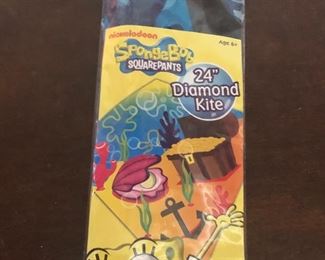 nickelodeon
Age 6+
SpongeBob
SQUAREPANTS
24"
Diamond
Kite